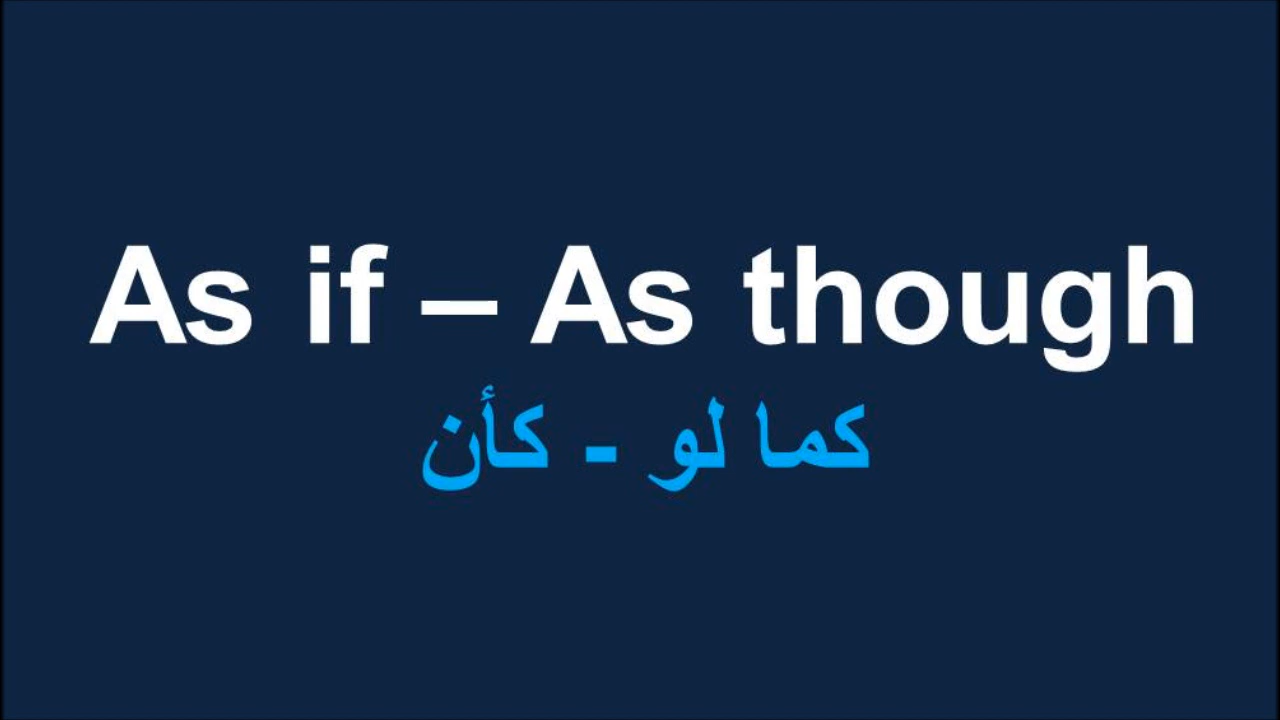 As if – As though
كما لو - كأن